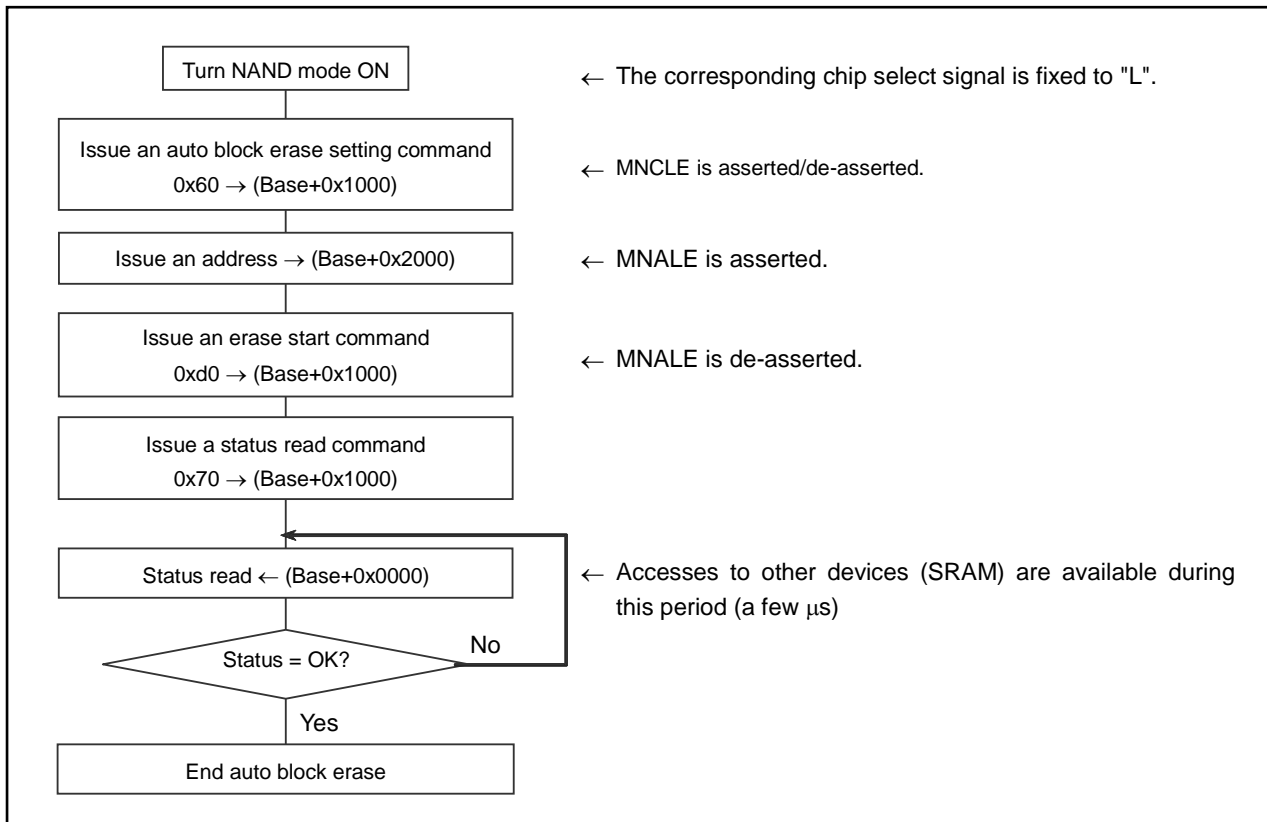 Turn NAND mode ON
← The corresponding chip select signal is fixed to "L".
Issue an auto block erase setting command
0x60 → (Base+0x1000)
← MNCLE is asserted/de-asserted.
Issue an address → (Base+0x2000)
← MNALE is asserted.
Issue an erase start command
0xd0 → (Base+0x1000)
← MNALE is de-asserted.
Issue a status read command
0x70 → (Base+0x1000)
Status read ← (Base+0x0000)
← Accesses to other devices (SRAM) are available during
this period (a few μs)
Status = OK?
No
Yes
End auto block erase